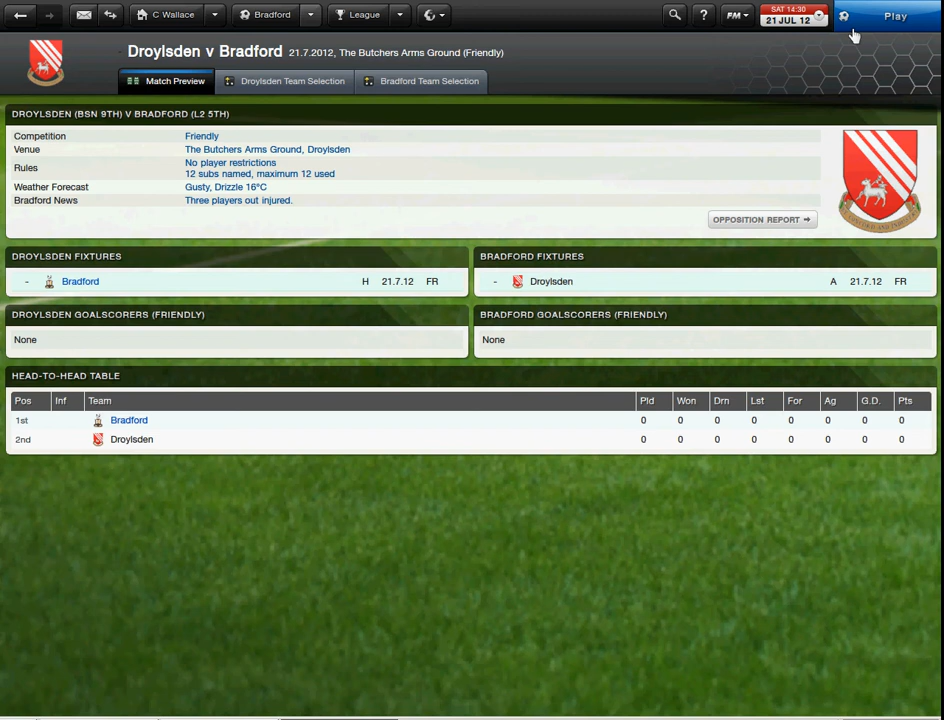 C Wallace
Bradford
League
?
FM
SAT 14:30
21 JUL 12
Play
Droylsden v Bradford 21.7.2012, The Butchers Arms Ground (Friendly)
Match Preview
Droylsden Team Selection
Bradford Team Selection
DROYLSDEN (BSN 9TH) V BRADFORD (L2 5TH)
Competition Friendly
Venue The Butchers Arms Ground, Droylsden
Rules No player restrictions
12 subs named, maximum 12 used
Weather Forecast Gusty, Drizzle 16°C
Bradford News Three players out injured.
OPPOSITION REPORT
DROYLSDEN FIXTURES
- Bradford H 21.7.12 FR
BRADFORD FIXTURES
- Droylsden A 21.7.12 FR
DROYLSDEN GOALSCORERS (FRIENDLY)
None
BRADFORD GOALSCORERS (FRIENDLY)
None
HEAD-TO-HEAD TABLE
Pos Inf Team Pld Won Drn Lst For Ag G.D. Pts
1st Bradford 0 0 0 0 0 0 0 0
2nd Droylsden 0 0 0 0 0 0 0 0